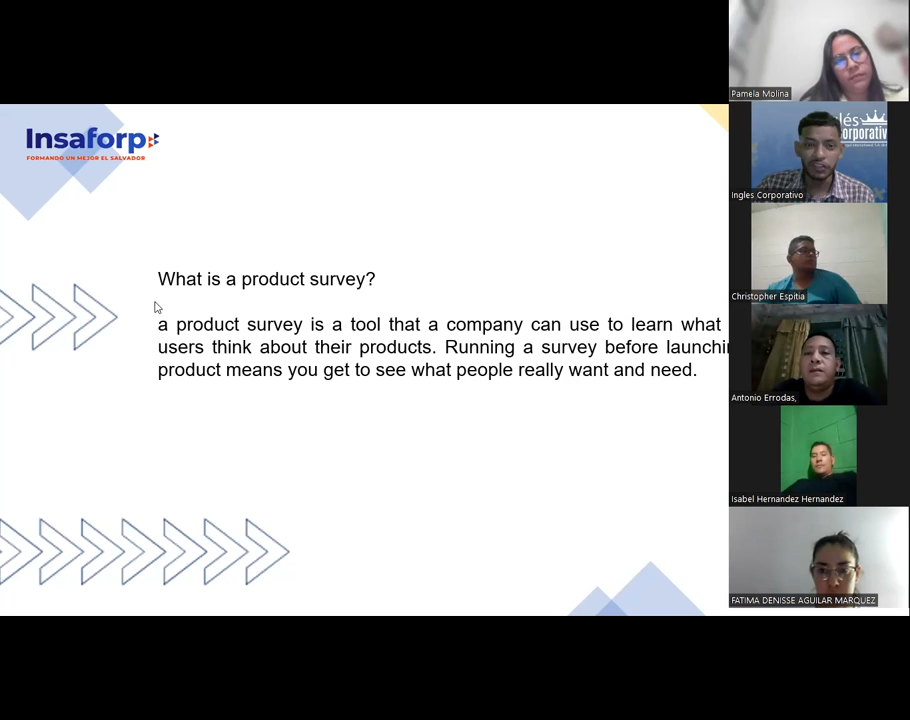 Insaforp
FORMANDO UN MEJOR EL SALVADOR
What is a product survey?
a product survey is a tool that a company can use to learn what
users think about their products. Running a survey before
product means you get to see what people really want and need.
Pamela Molina
Ingles Corporativo
Christopher Espitia
Antonio Errodas,
Isabel Hernandez Hernandez
FATIMA DENISSE AGUILAR MARQUEZ